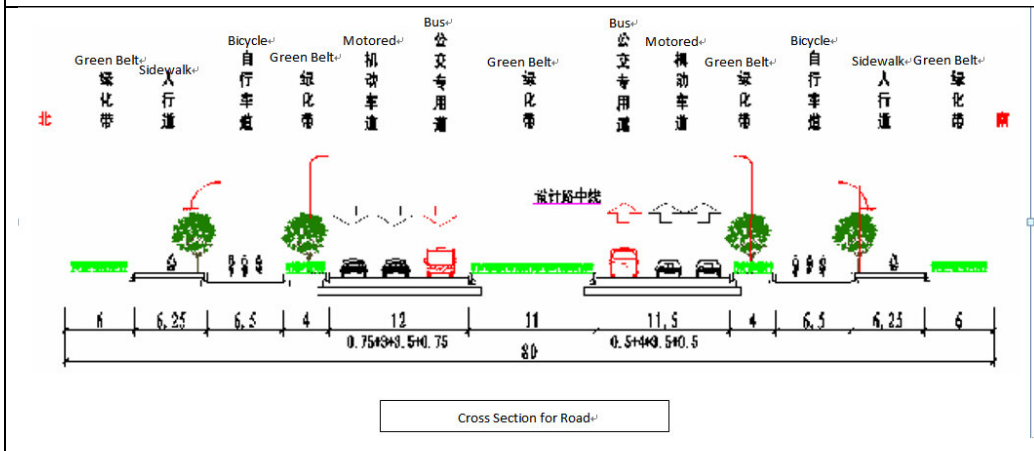 Green Belt
绿化带
Sidewalk
人行道
Bicycle
自行车道
Green Belt
绿化带
Motored
机动车道
Bus
公交专用道
Green Belt
绿化带
Bus
公交专用道
Motored
机动车道
Green Belt
绿化带
Bicycle
自行车道
Sidewalk
人行道
Green Belt
绿化带
北
南
设计路中线
6 6,25 6,5 4 12 11 11,5 4 6,5 6,25 6
0.75+3*3.5+0.75
0.5+4*3.5+0.5
80
Cross Section for Road